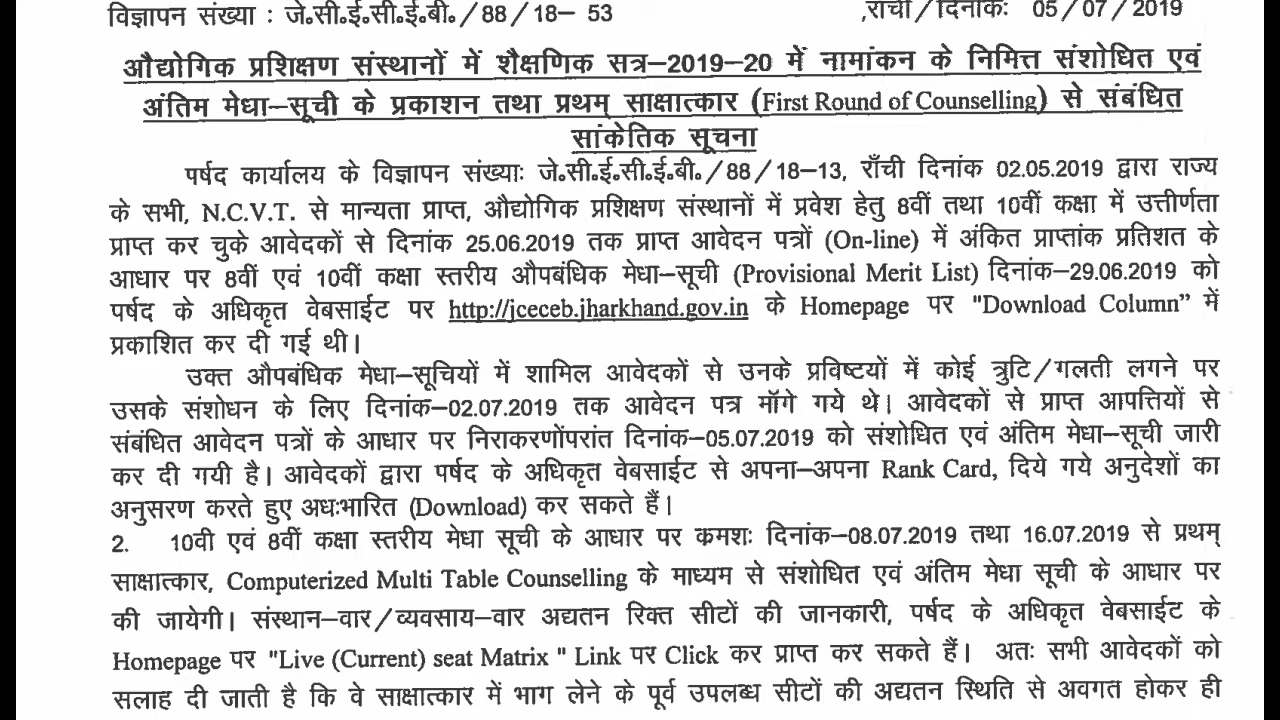 विज्ञापन संख्या : जे०सी०ई०सी०ई०बी० / 88 / 18– 53 ,राँची / दिनांकः 05 / 07 / 2019
औद्योगिक प्रशिक्षण संस्थानों में शैक्षणिक सत्र–2019–20 में नामांकन के निमित्त संशोधित एवं
अंतिम मेधा–सूची के प्रकाशन तथा प्रथम् साक्षात्कार (First Round of Counselling) से संबंधित
सांकेतिक सूचना
पर्षद कार्यालय के विज्ञापन संख्याः जे०सी०ई०सी०ई०बी० / 88 / 18–13, राँची दिनांक 02.05.2019 द्वारा राज्य
के सभी, N.C.V.T. से मान्यता प्राप्त, औद्योगिक प्रशिक्षण संस्थानों में प्रवेश हेतु 8वीं तथा 10वीं कक्षा में उत्तीर्णता
प्राप्त कर चुके आवेदकों से दिनांक 25.06.2019 तक प्राप्त आवेदन पत्रों (On-line) में अंकित प्राप्तांक प्रतिशत के
आधार पर 8वीं एवं 10वीं कक्षा स्तरीय औपबंधिक मेधा–सूची (Provisional Merit List) दिनांक–29.06.2019 को
पर्षद के अधिकृत वेबसाईट पर http://jceceb.jharkhand.gov.in के Homepage पर "Download Column” में
प्रकाशित कर दी गई थी।
उक्त औपबंधिक मेधा–सूचियों में शामिल आवेदकों से उनके प्रविष्टयों में कोई त्रुटि / गलती लगने पर
उसके संशोधन के लिए दिनांक–02.07.2019 तक आवेदन पत्र माँगे गये थे। आवेदकों से प्राप्त आपत्तियों से
संबंधित आवेदन पत्रों के आधार पर निराकरणोंपरांत दिनांक–05.07.2019 को संशोधित एवं अंतिम मेधा–सूची जारी
कर दी गयी है। आवेदकों द्वारा पर्षद के अधिकृत वेबसाईट से अपना–अपना Rank Card, दिये गये अनुदेशों का
अनुसरण करते हुए अधःभारित (Download) कर सकते हैं।
2. 10वी एवं 8वीं कक्षा स्तरीय मेधा सूची के आधार पर क्रमशः दिनांक–08.07.2019 तथा 16.07.2019 से प्रथम्
साक्षात्कार, Computerized Multi Table Counselling के माध्यम से संशोधित एवं अंतिम मेधा सूची के आधार पर
की जायेगी। संस्थान–वार / व्यवसाय–वार अद्यतन रिक्त सीटों की जानकारी, पर्षद के अधिकृत वेबसाईट के
Homepage पर "Live (Current) seat Matrix " Link पर Click कर प्राप्त कर सकते हैं। अतः सभी आवेदकों को
सलाह दी जाती है कि वे साक्षात्कार में भाग लेने के पूर्व उपलब्ध सीटों की अद्यतन स्थिति से अवगत होकर ही